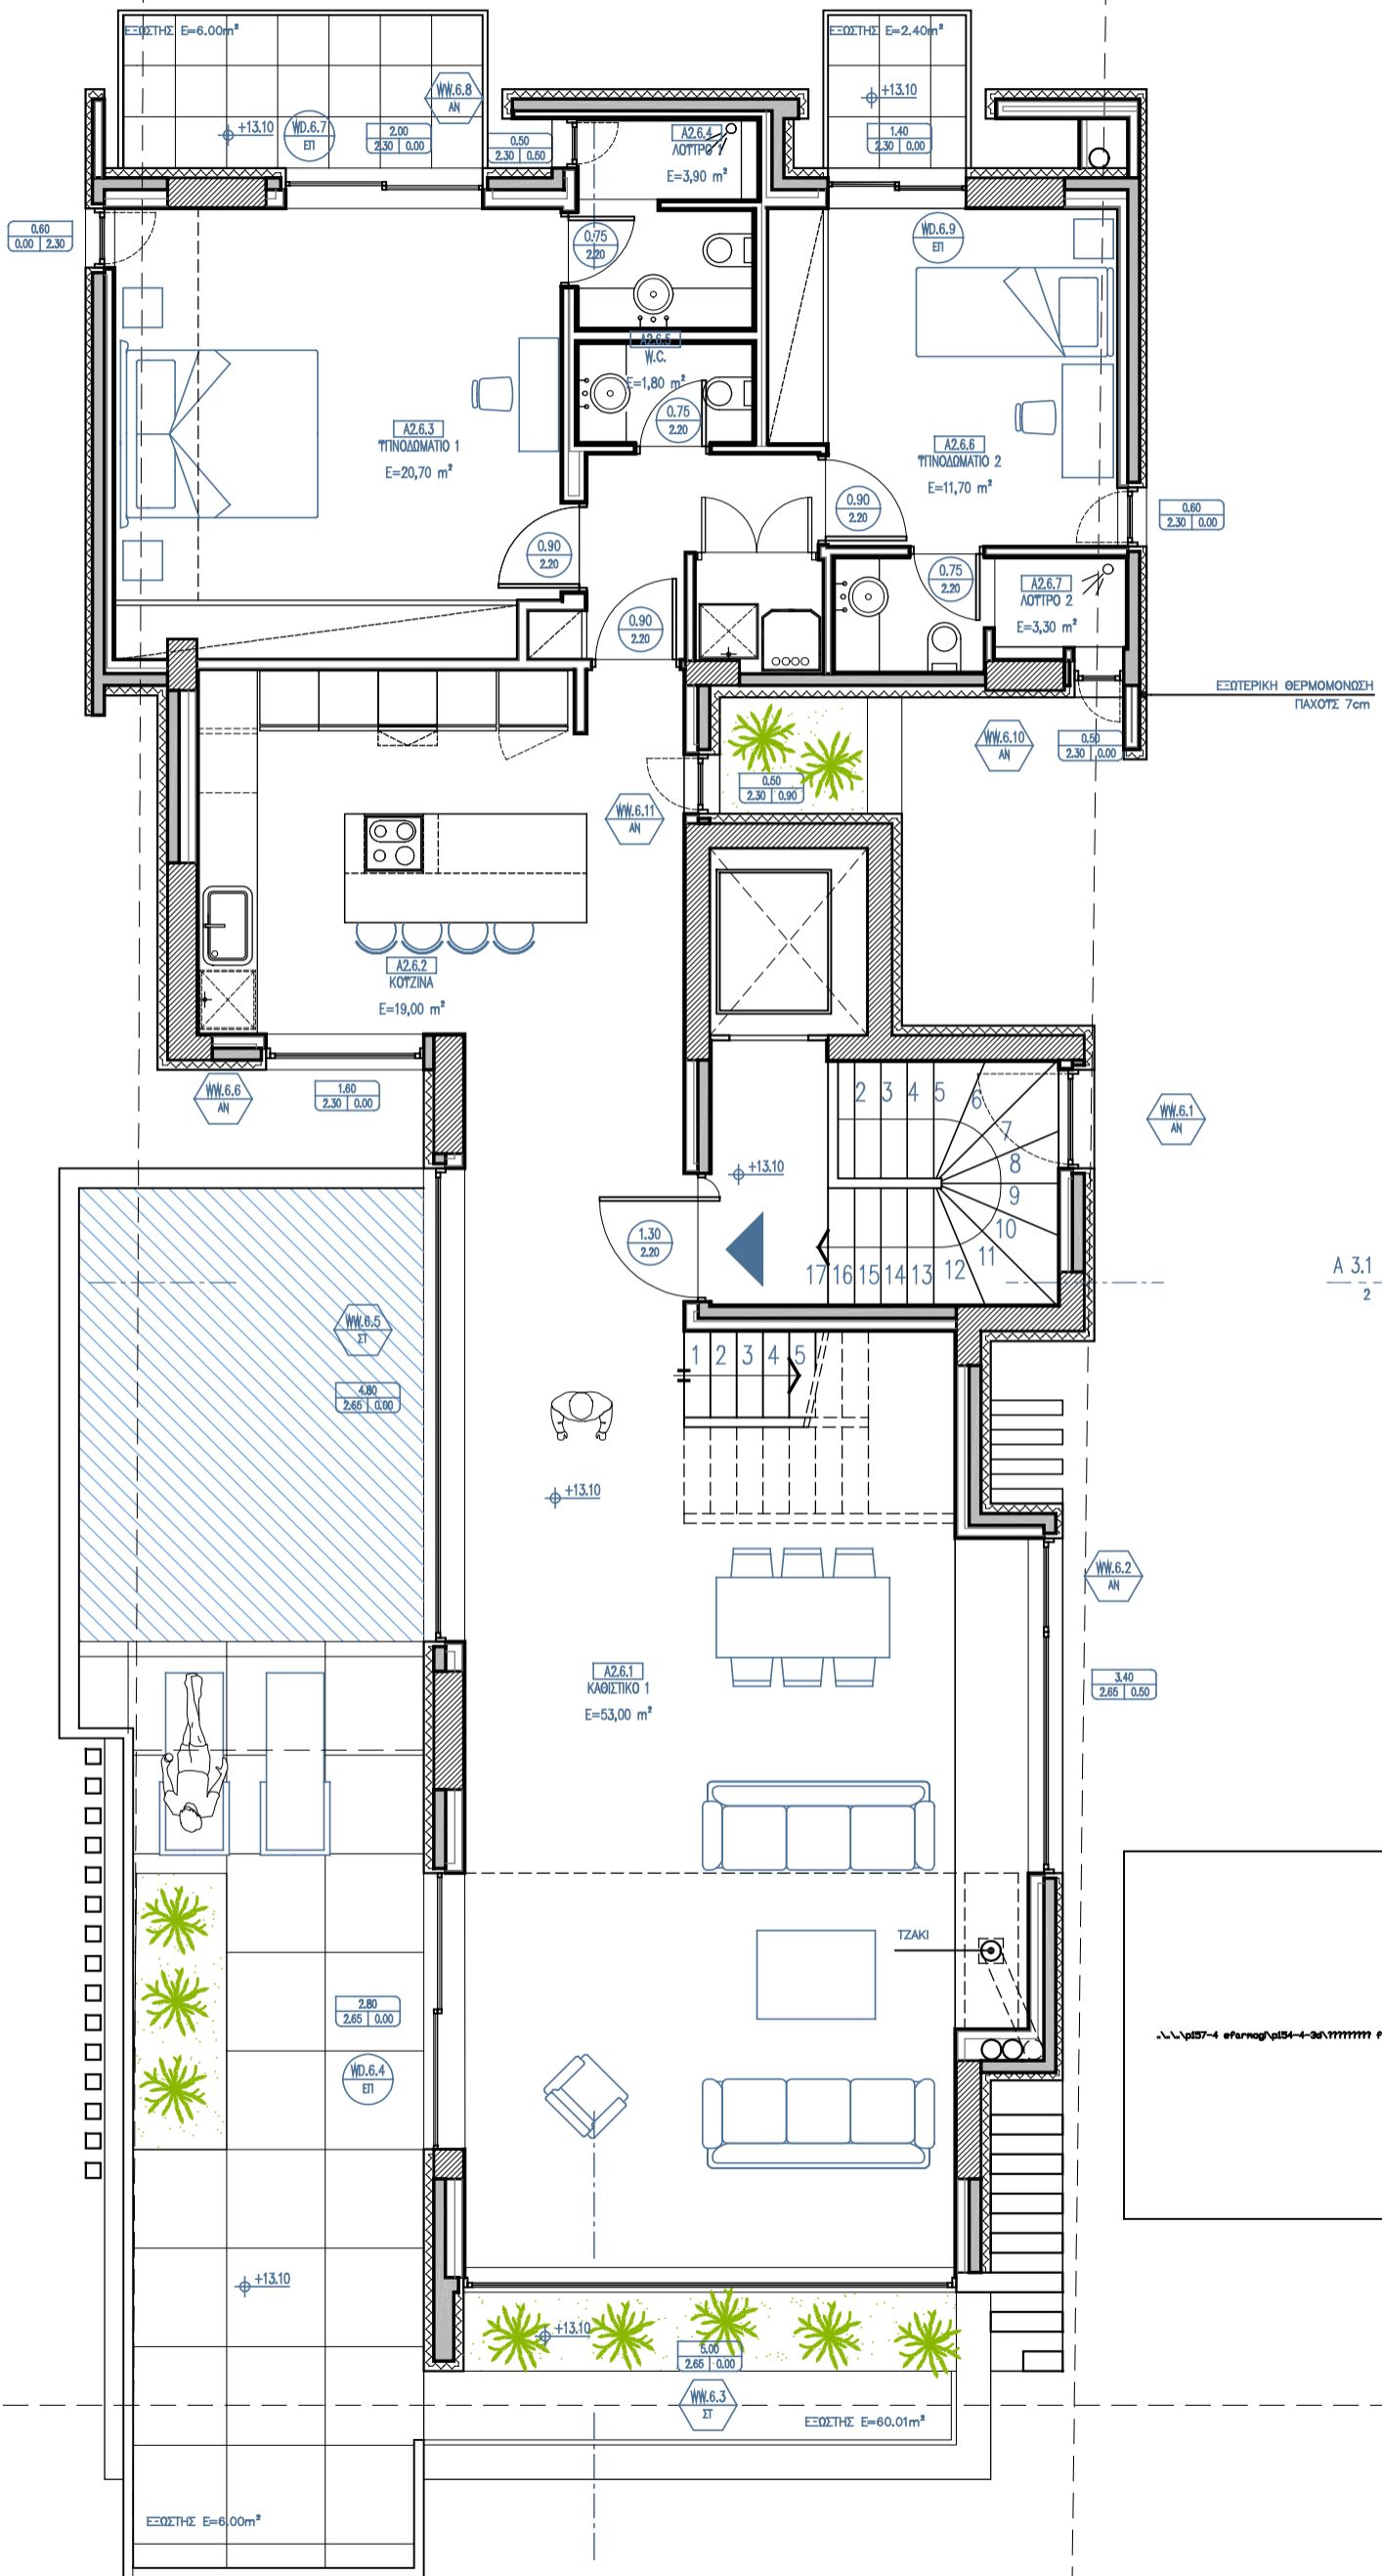 ΕΞΩΣΤΗΣ Ε=6.00m²
ΕΞΩΣΤΗΣ Ε=2.40m²
WW.6.8
ΑΝ
+13.10
WD.6.7
ΕΠ
2.00
2.30 0.00
0.50
2.30 0.50
A2.6.4
ΛΟΥΤΡΟ 1
E=3,90 m²
+13.10
1.40
2.30 0.00
0.60
0.00 2.30
0.75
2.20
WD.6.9
ΕΠ
A2.6.5
W.C.
E=1,80 m²
0.75
2.20
A2.6.3
ΥΠΝΟΔΩΜΑΤΙΟ 1
E=20,70 m²
A2.6.6
ΥΠΝΟΔΩΜΑΤΙΟ 2
E=11,70 m²
0.90
2.20
0.60
2.30 0.00
0.90
2.20
0.75
2.20
A2.6.7
ΛΟΥΤΡΟ 2
E=3,30 m²
0.90
2.20
ΕΞΩΤΕΡΙΚΗ ΘΕΡΜΟΜΟΝΩΣΗ
ΠΑΧΟΥΣ 7cm
WW.6.10
ΑΝ
0.50
2.30 0.00
0.50
2.30 0.90
WW.6.11
ΑΝ
A2.6.2
ΚΟΥΖΙΝΑ
E=19,00 m²
WW.6.6
ΑΝ
1.60
2.30 0.00
2 3 4 5 6
7
8
9
10
11
12
17 16 15 14 13
WW.6.1
ΑΝ
+13.10
1.30
2.20
A 3.1
2
WW.6.5
ΣΤ
4.80
2.65 0.00
1 2 3 4 5
+13.10
WW.6.2
ΑΝ
A2.6.1
ΚΑΘΙΣΤΙΚΟ 1
E=53,00 m²
3.40
2.65 0.50
ΤΖΑΚΙ
2.80
2.65 0.00
WD.6.4
ΕΠ
..\..\..\p157-4 efarmogi\p154-4-3d\????????? f
+13.10
+13.10
5.00
2.65 0.00
WW.6.3
ΣΤ
ΕΞΩΣΤΗΣ Ε=60.01m²
ΕΞΩΣΤΗΣ Ε=6.00m²